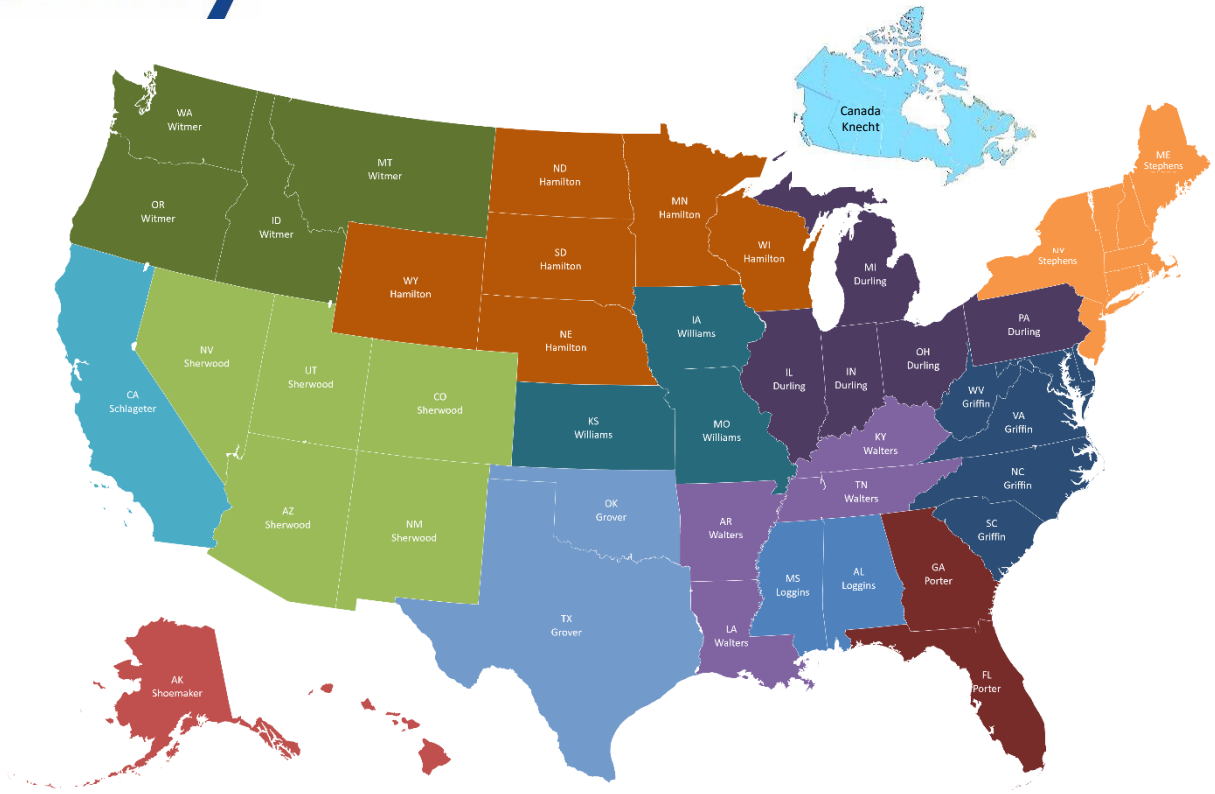 Canada
Knecht
WA
Witmer
MT
Witmer
OR
Witmer
ID
Witmer
ND
Hamilton
MN
Hamilton
ME
Stephens
NY
Stephens
WY
Hamilton
SD
Hamilton
WI
Hamilton
MI
Durling
NE
Hamilton
IA
Williams
PA
Durling
NV
Sherwood
UT
Sherwood
CO
Sherwood
IL
Durling
IN
Durling
OH
Durling
CA
Schlageter
KS
Williams
MO
Williams
WV
Griffin
VA
Griffin
KY
Walters
TN
Walters
NC
Griffin
SC
Griffin
AZ
Sherwood
NM
Sherwood
OK
Grover
AR
Walters
MS
Loggins
AL
Loggins
GA
Porter
TX
Grover
LA
Walters
FL
Porter
AK
Shoemaker